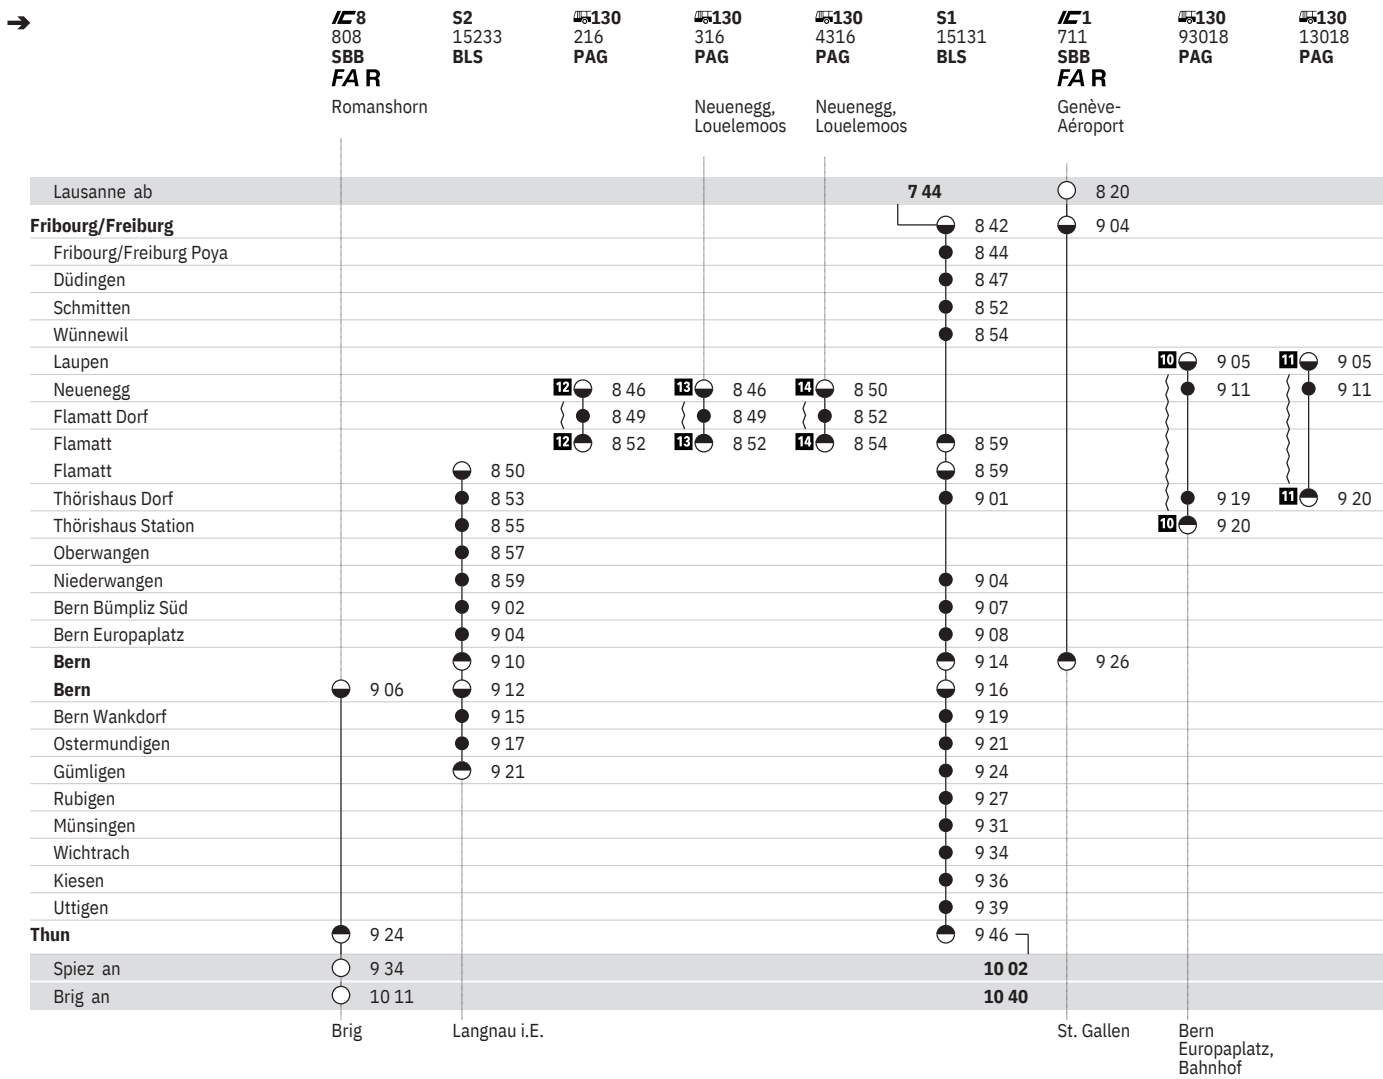 ➔ IC8 S2 130 130 130 S1 IC1 130 130
808 15233 216 316 4316 15131 711 93018 13018
SBB BLS PAG PAG PAG BLS SBB PAG PAG
FA R FA R
Romanshorn Neuenegg, Neuenegg, Genève-
Louelemoos Louelemoos Aéroport
Lausanne ab 7 44 8 20
Fribourg/Freiburg 8 42 9 04
Fribourg/Freiburg Poya 8 44
Düdingen 8 47
Schmitten 8 52
Wünnewil 8 54
Laupen 10 9 05 11 9 05
Neuenegg 12 8 46 13 8 46 14 8 50 9 11 9 11
Flamatt Dorf 8 49 8 49 8 52
Flamatt 12 8 52 13 8 52 14 8 54 8 59
Flamatt 8 50 8 59
Thörishaus Dorf 8 53 9 01 9 19 11 9 20
Thörishaus Station 8 55 10 9 20
Oberwangen 8 57
Niederwangen 8 59 9 04
Bern Bümpliz Süd 9 02 9 07
Bern Europaplatz 9 04 9 08
Bern 9 10 9 14 9 26
Bern 9 06 9 12 9 16
Bern Wankdorf 9 15 9 19
Ostermundigen 9 17 9 21
Gümligen 9 21 9 24
Rubigen 9 27
Münsingen 9 31
Wichtrach 9 34
Kiesen 9 36
Uttigen 9 39
Thun 9 24 9 46
Spiez an 9 34 10 02
Brig an 10 11 10 40
Brig Langnau i.E. St. Gallen Bern
Europaplatz,
Bahnhof